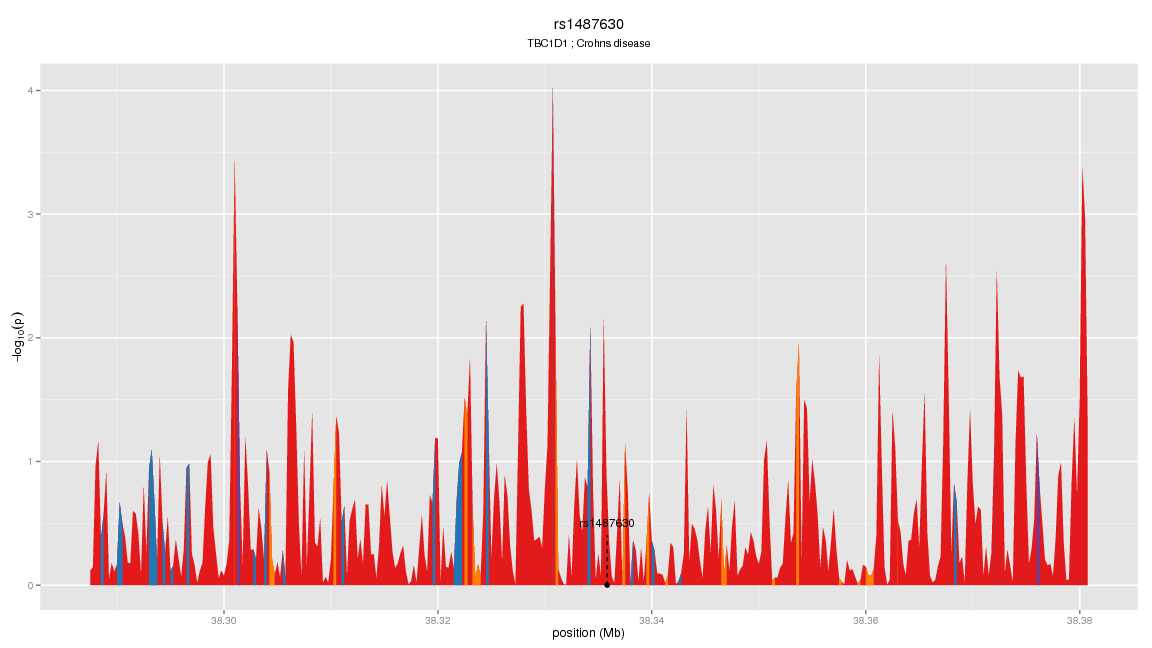 rs1487630
TBC1D1 ; Crohns disease
−log10(p)
4
3
2
1
0
rs1487630
38.30 38.32 38.34 38.36 38.38
position (Mb)